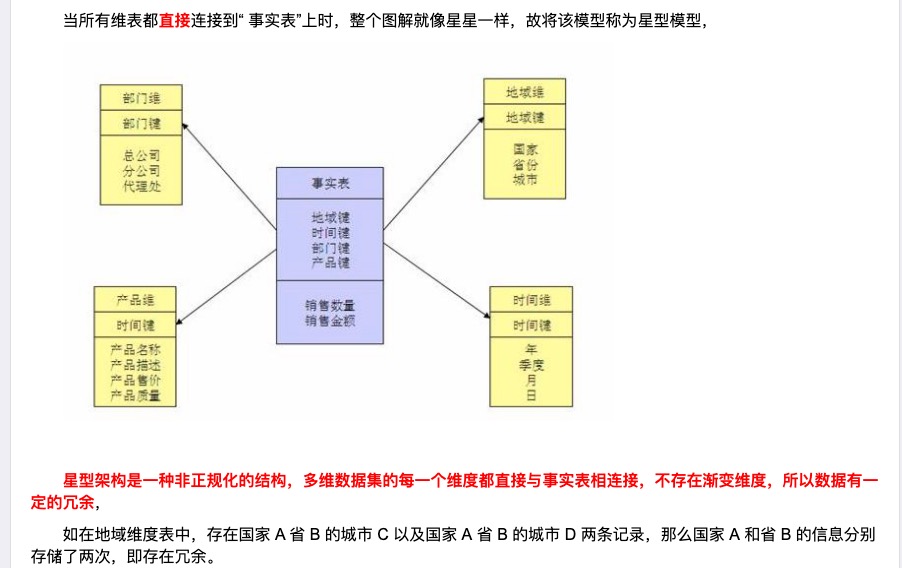 当所有维表都直接连接到“ 事实表”上时，整个图解就像星星一样，故将该模型称为星型模型，
部门维
部门键
总公司
分公司
代理处
地域维
地域键
国家
省份
城市
事实表
地域键
时间键
部门键
产品键
销售数量
销售金额
产品维
时间键
产品名称
产品描述
产品售价
产品质量
时间维
时间键
年
季度
月
日
星型架构是一种非正规化的结构，多维数据集的每一个维度都直接与事实表相连接，不存在渐变维度，所以数据有一
定的冗余，
如在地域维度表中，存在国家 A 省 B 的城市 C 以及国家 A 省 B 的城市 D 两条记录，那么国家 A 和省 B 的信息分别
存储了两次，即存在冗余。